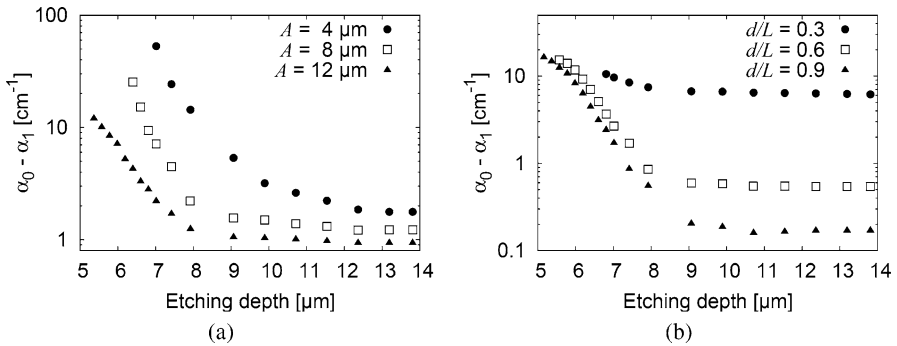 100
10
1
α₀ - α₁ [cm⁻¹]
A = 4 μm
A = 8 μm
A = 12 μm
5 6 7 8 9 10 11 12 13 14
Etching depth [μm]
(a)
10
1
0.1
α₀ - α₁ [cm⁻¹]
d/L = 0.3
d/L = 0.6
d/L = 0.9
5 6 7 8 9 10 11 12 13 14
Etching depth [μm]
(b)